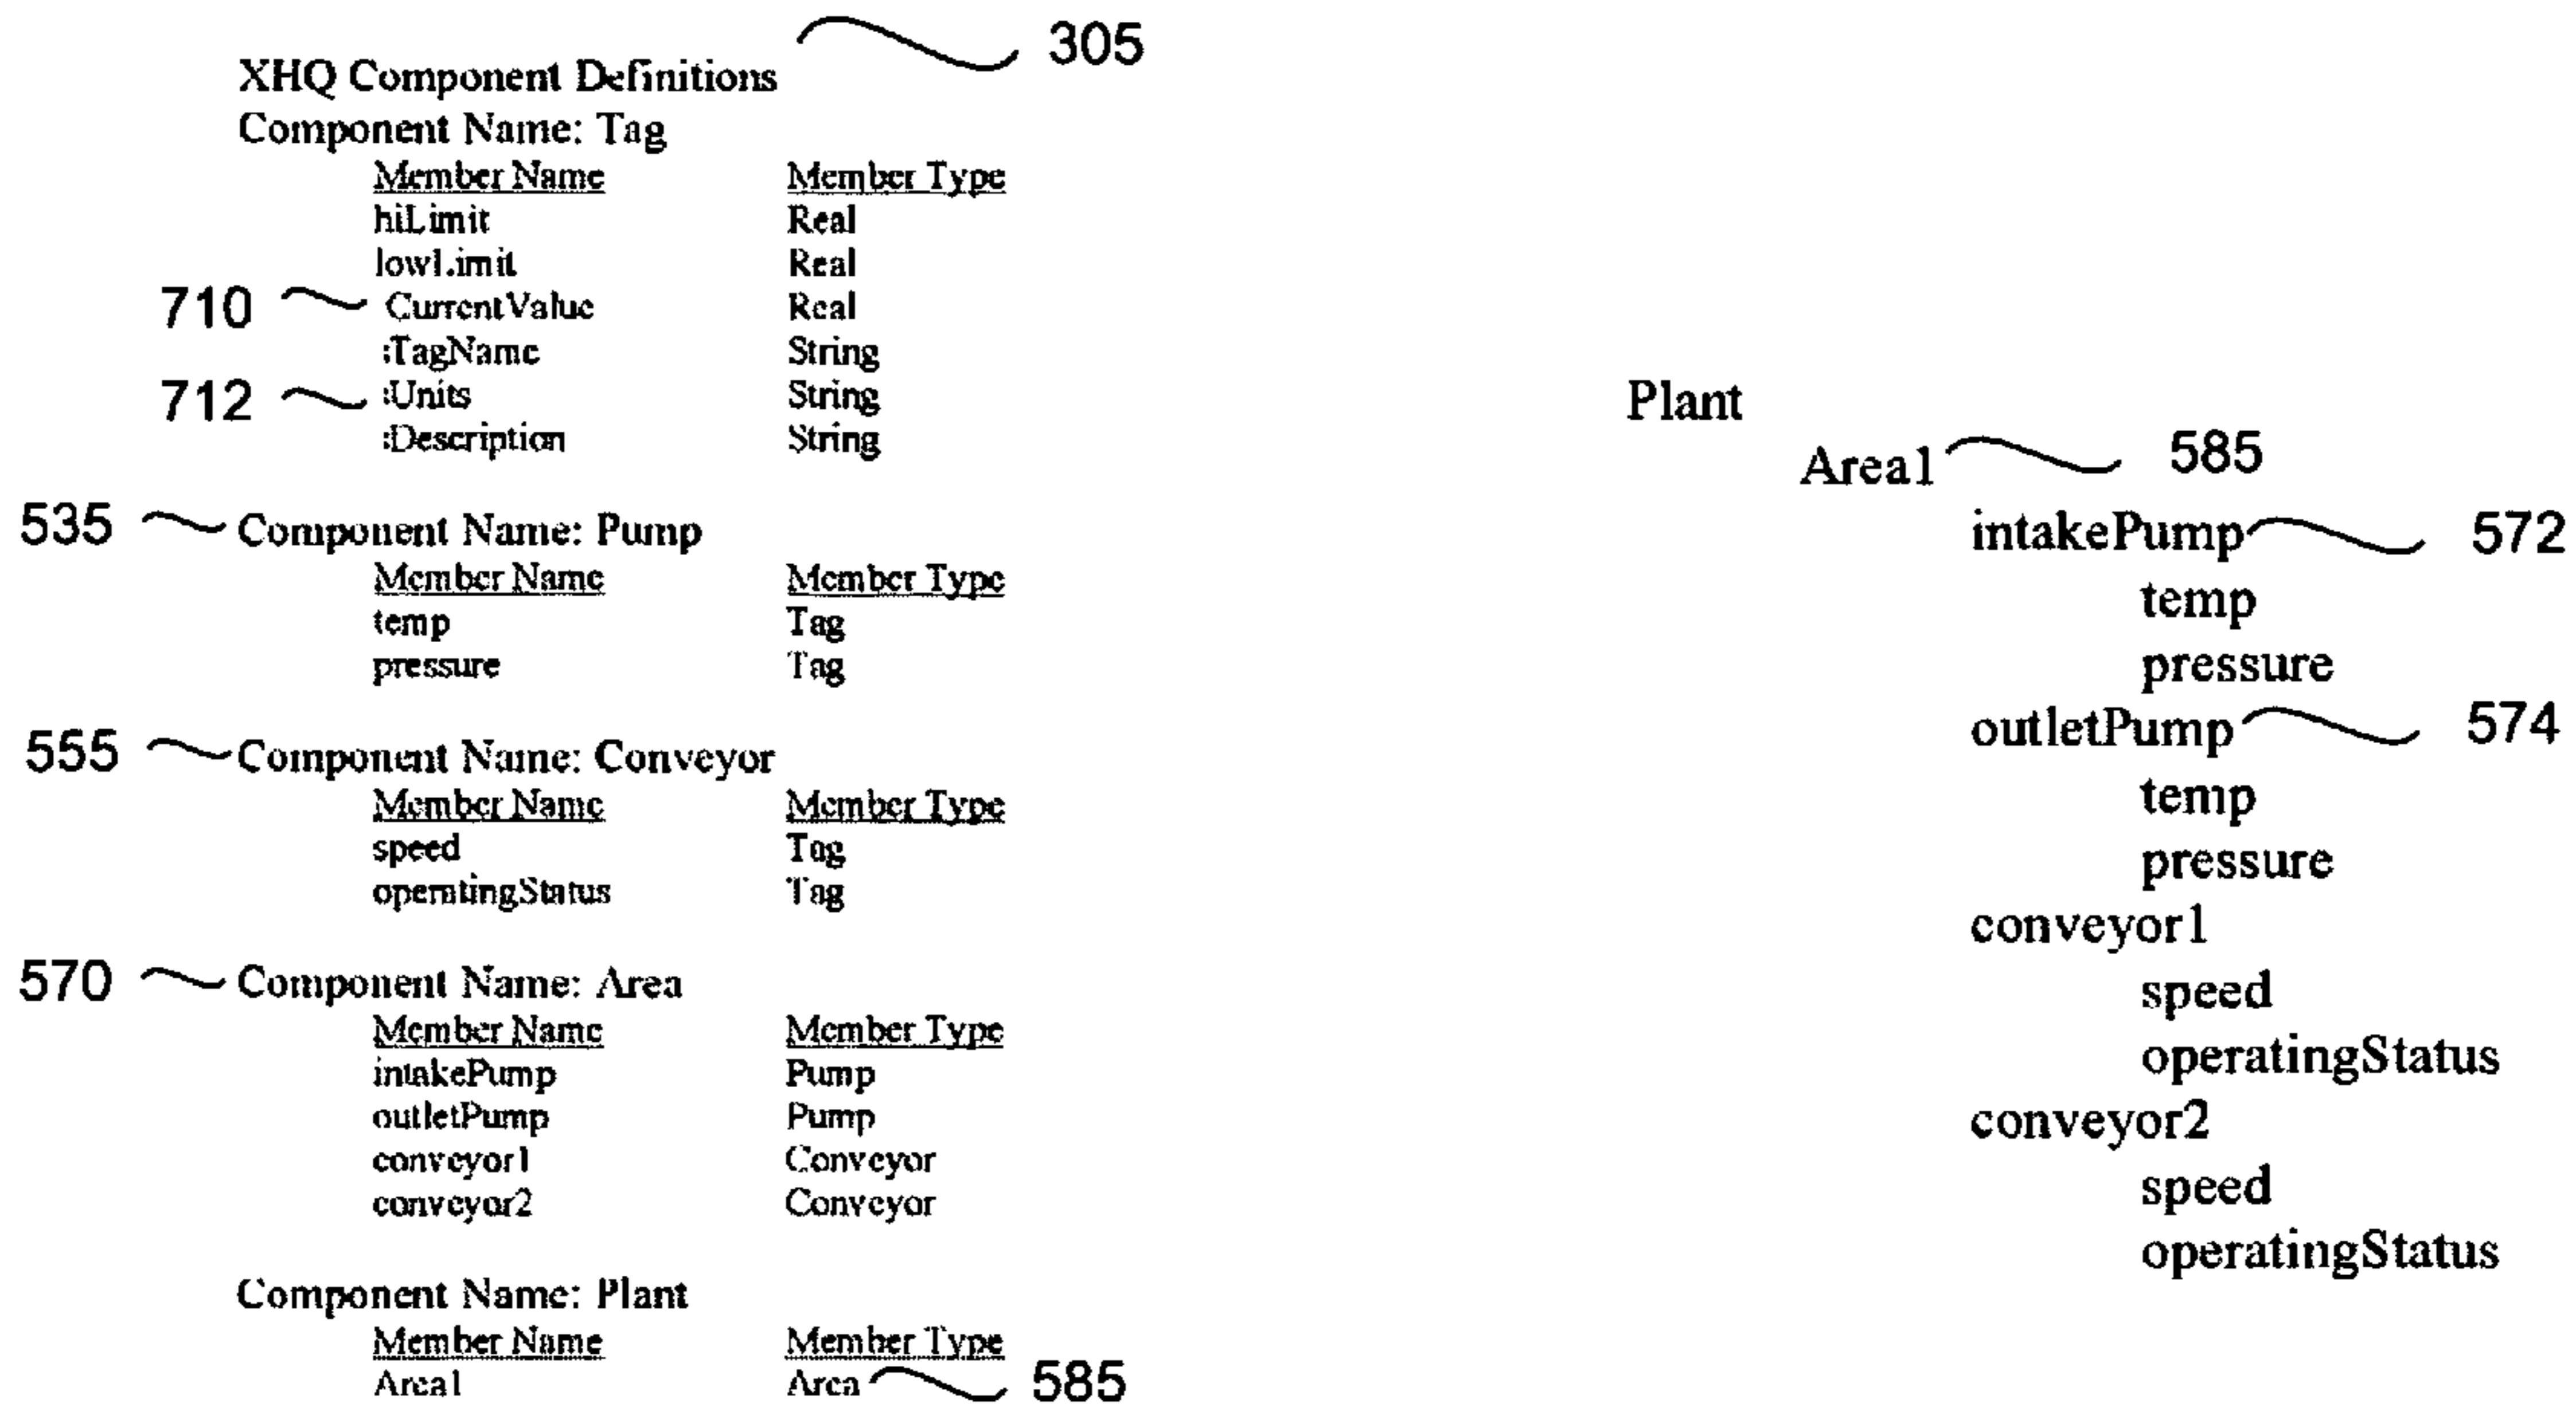 305
XHQ Component Definitions
Component Name: Tag
Member Name Member Type
hiLimit Real
lowLimit Real
710 CurrentValue Real
:TagName String
712 :Units String
:Description String
535 Component Name: Pump
Member Name Member Type
temp Tag
pressure Tag
555 Component Name: Conveyor
Member Name Member Type
speed Tag
operatingStatus Tag
570 Component Name: Area
Member Name Member Type
intakePump Pump
outletPump Pump
conveyor1 Conveyor
conveyor2 Conveyor
Component Name: Plant
Member Name Member Type
Area1 Area 585
Plant
Area1 585
intakePump 572
temp
pressure
outletPump 574
temp
pressure
conveyor1
speed
operatingStatus
conveyor2
speed
operatingStatus